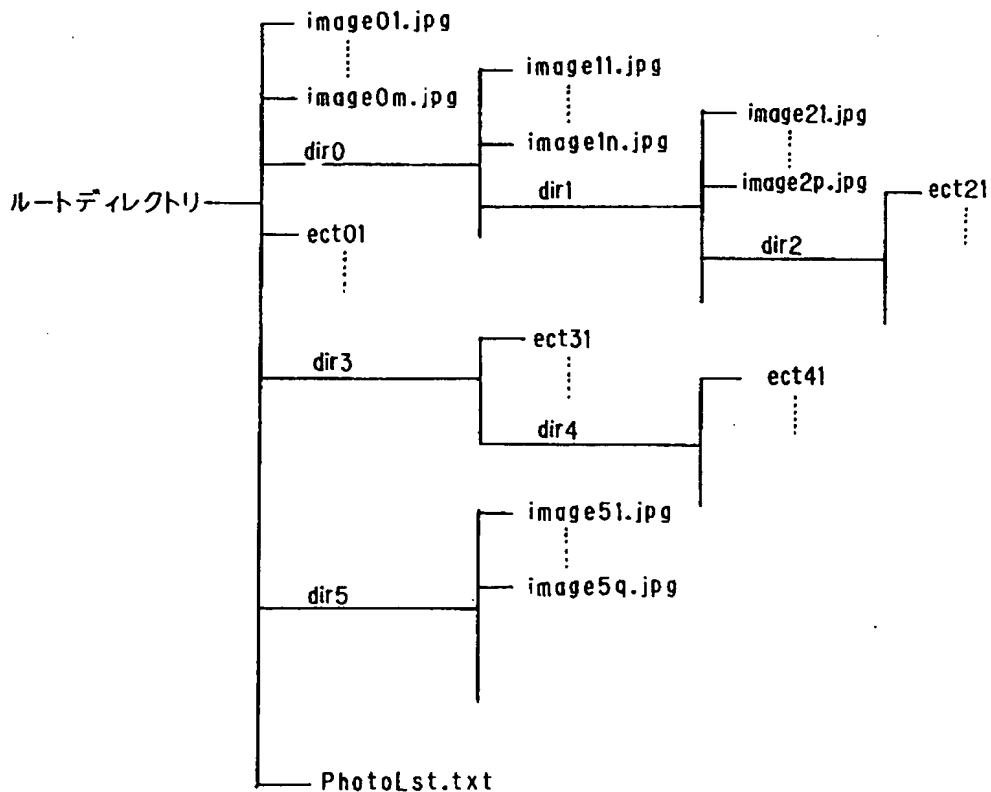 image01.jpg
image0m.jpg
dir0
image11.jpg
image1n.jpg
dir1
image21.jpg
image2p.jpg
dir2
ect21
ルートディレクトリ
ect01
dir3
ect31
dir4
ect41
dir5
image51.jpg
image5q.jpg
PhotoLst.txt